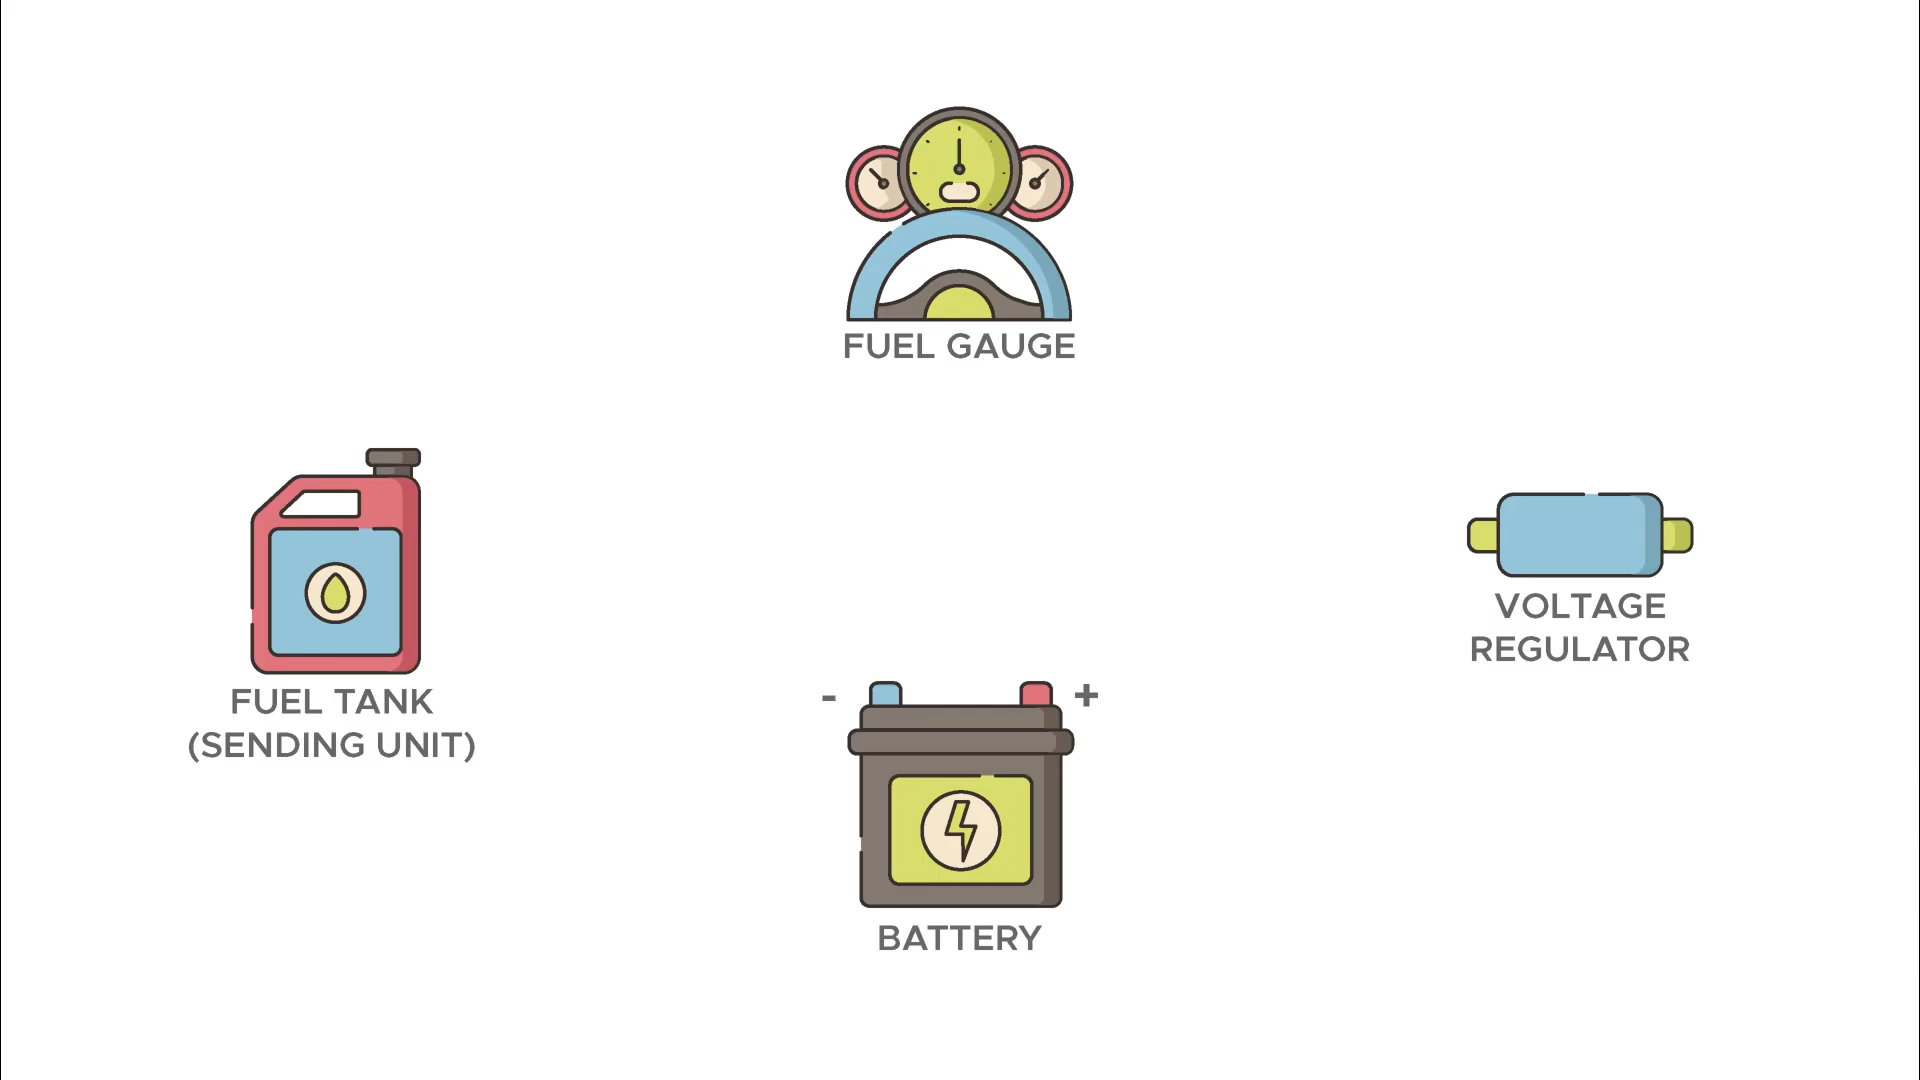 FUEL GAUGE
FUEL TANK
(SENDING UNIT)
VOLTAGE
REGULATOR
- +
BATTERY